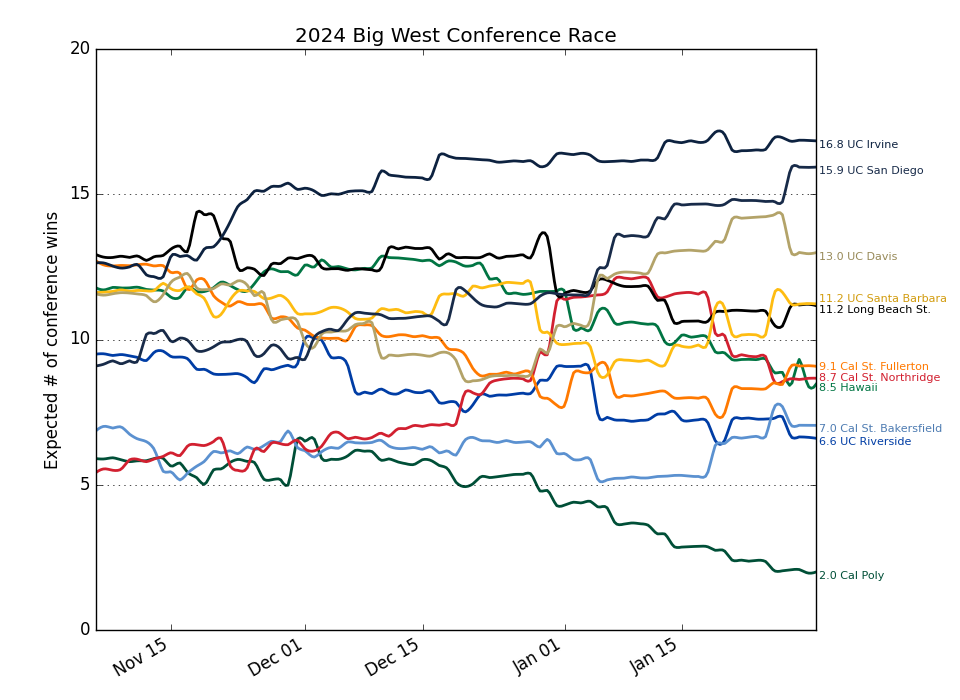 2024 Big West Conference Race
Expected # of conference wins
20
15
10
5
0
Nov 15
Dec 01
Dec 15
Jan 01
Jan 15
16.8 UC Irvine
15.9 UC San Diego
13.0 UC Davis
11.2 UC Santa Barbara
11.2 Long Beach St.
9.1 Cal St. Fullerton
8.7 Cal St. Northridge
8.5 Hawaii
7.0 Cal St. Bakersfield
6.6 UC Riverside
2.0 Cal Poly